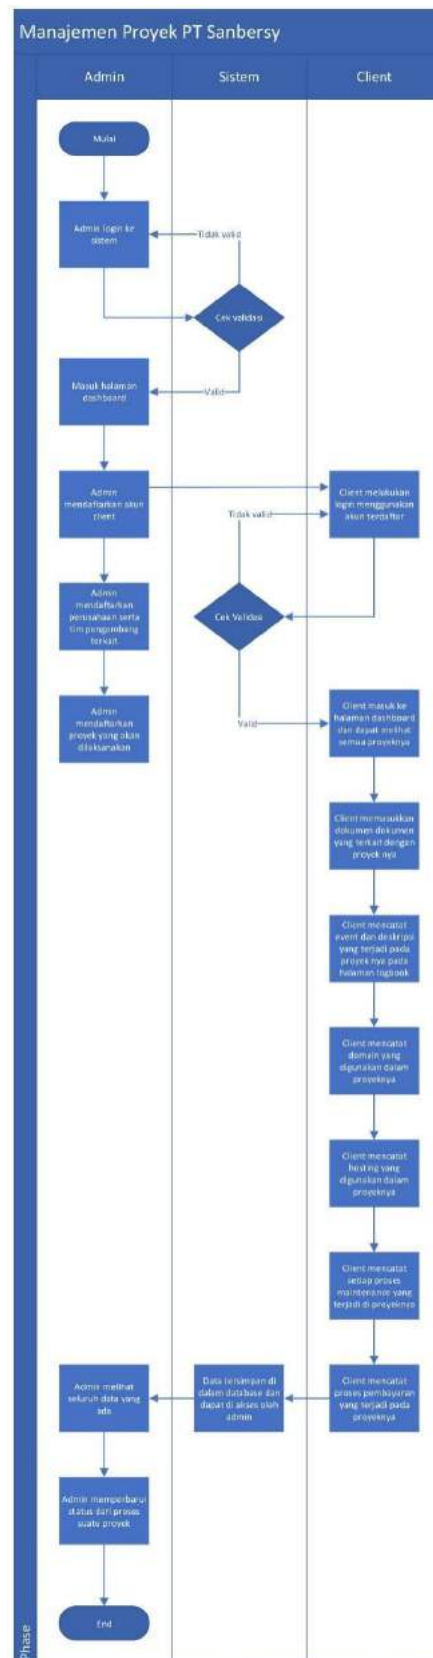 Manajemen Proyek PT Sanbersy
Admin
Sistem
Client
Mulai
Admin login ke
sistem
Tidak valid
Cek validasi
Masuk halaman
dashboard
Valid
Admin
mendaftarkan akun
client
Client melakukan
login menggunakan
akun terdaftar
Tidak valid
Admin
mendaftarkan
perusahaan serta
tim pengembang
terkait
Cek Validasi
Admin
mendaftarkan
proyek yang akan
dilaksanakan
Valid
Client masuk ke
halaman dashboard
dan dapat melihat
semua proyeknya
Client memasukkan
dokumen dokumen
yang terkait dengan
proyek nya
Client mencatat
event dan deskripsi
yang terjadi pada
proyek nya pada
halaman logbook
Client mencatat
domain yang
digunakan dalam
proyeknya
Client mencatat
hosting yang
digunakan dalam
proyeknya
Client mencatat
setiap proses
maintenance yang
terjadi di proyeknya
Admin melihat
seluruh data yang
ada
Data tersimpan di
dalam database dan
dapat di akses oleh
admin
Client mencatat
proses pembayaran
yang terjadi pada
proyeknya
Admin memperbarui
status dari proses
suatu proyek
End
Phase